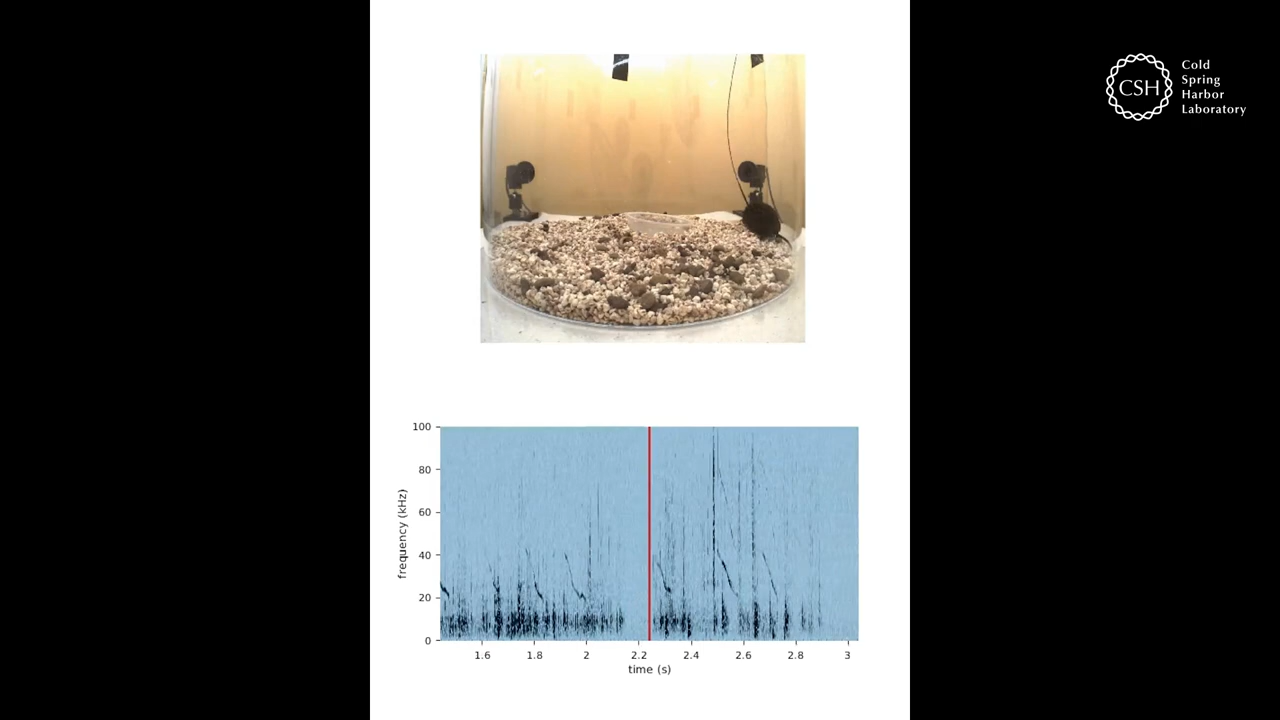 CSH
Cold
Spring
Harbor
Laboratory
100
80
60
40
20
0
frequency (kHz)
1.6 1.8 2 2.2 2.4 2.6 2.8 3
time (s)